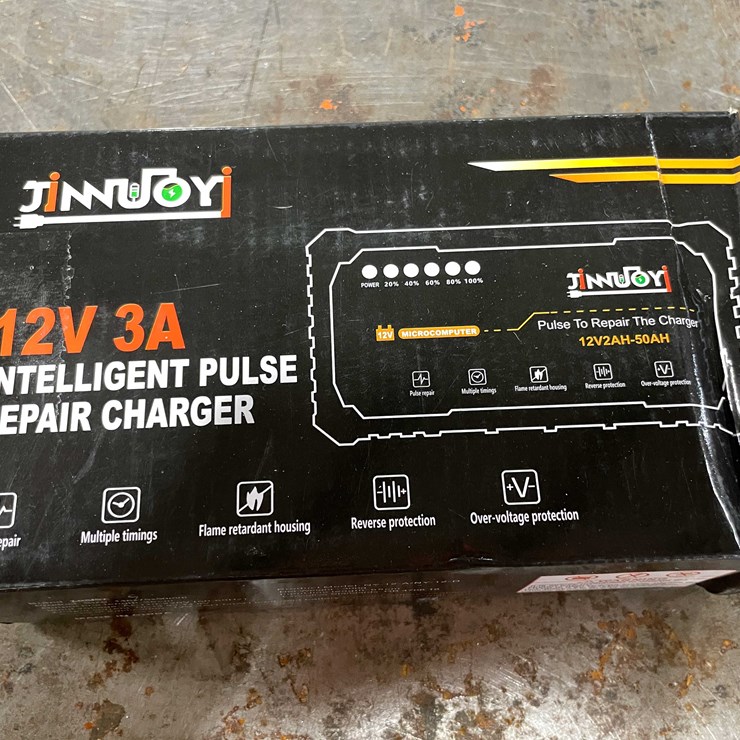 JINNUOYI
12V 3A
NTELLIGENT PULSE
EPAIR CHARGER
POWER 20% 40% 60% 80% 100%
JINNUOYI
12V MICROCOMPUTER
Pulse To Repair The Charger
12V2AH-50AH
Pulse repair Multiple timings Flame retardant housing Reverse protection Over-voltage protection
epair Multiple timings Flame retardant housing Reverse protection Over-voltage protection